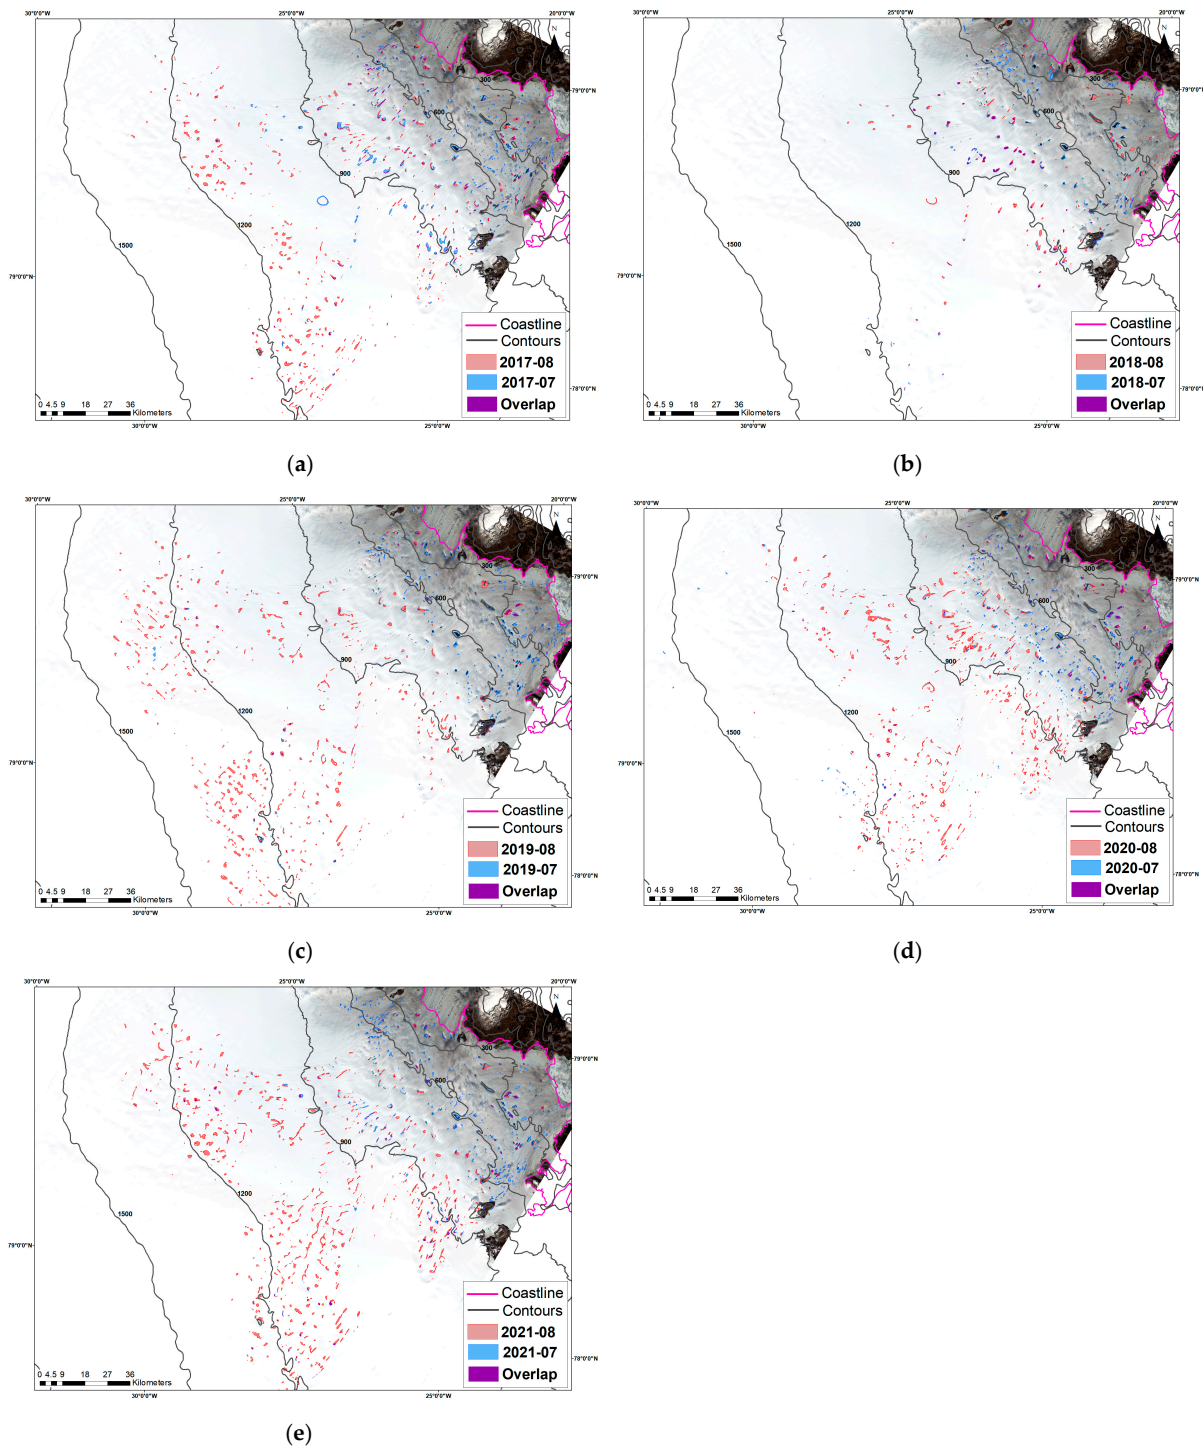 30°0'0"W 25°0'0"W 20°0'0"W
N
300
79°0'0"N
600
900
1200
1500
79°0'0"N
Coastline
Contours
2017-08
2017-07
Overlap
78°0'0"N
0 4.5 9 18 27 36
Kilometers
30°0'0"W 25°0'0"W
(a)
30°0'0"W 25°0'0"W 20°0'0"W
N
300
79°0'0"N
600
900
1200
1500
79°0'0"N
Coastline
Contours
2018-08
2018-07
Overlap
78°0'0"N
0 4.5 9 18 27 36
Kilometers
30°0'0"W 25°0'0"W
(b)
30°0'0"W 25°0'0"W 20°0'0"W
N
300
79°0'0"N
600
900
1200
1500
79°0'0"N
Coastline
Contours
2019-08
2019-07
Overlap
78°0'0"N
0 4.5 9 18 27 36
Kilometers
30°0'0"W 25°0'0"W
(c)
30°0'0"W 25°0'0"W 20°0'0"W
N
300
79°0'0"N
600
900
1200
1500
79°0'0"N
Coastline
Contours
2020-08
2020-07
Overlap
78°0'0"N
0 4.5 9 18 27 36
Kilometers
30°0'0"W 25°0'0"W
(d)
30°0'0"W 25°0'0"W 20°0'0"W
N
300
79°0'0"N
600
900
1200
1500
79°0'0"N
Coastline
Contours
2021-08
2021-07
Overlap
78°0'0"N
0 4.5 9 18 27 36
Kilometers
30°0'0"W 25°0'0"W
(e)